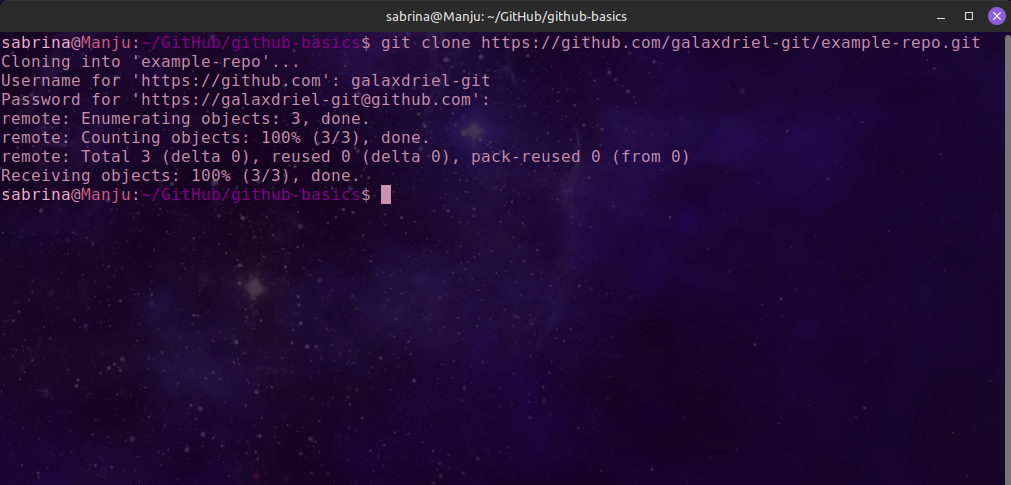 sabrina@Manju: ~/GitHub/github-basics
sabrina@Manju:~/GitHub/github-basics$ git clone https://github.com/galaxdriel-git/example-repo.git
Cloning into 'example-repo'...
Username for 'https://github.com': galaxdriel-git
Password for 'https://galaxdriel-git@github.com':
remote: Enumerating objects: 3, done.
remote: Counting objects: 100% (3/3), done.
remote: Total 3 (delta 0), reused 0 (delta 0), pack-reused 0 (from 0)
Receiving objects: 100% (3/3), done.
sabrina@Manju:~/GitHub/github-basics$